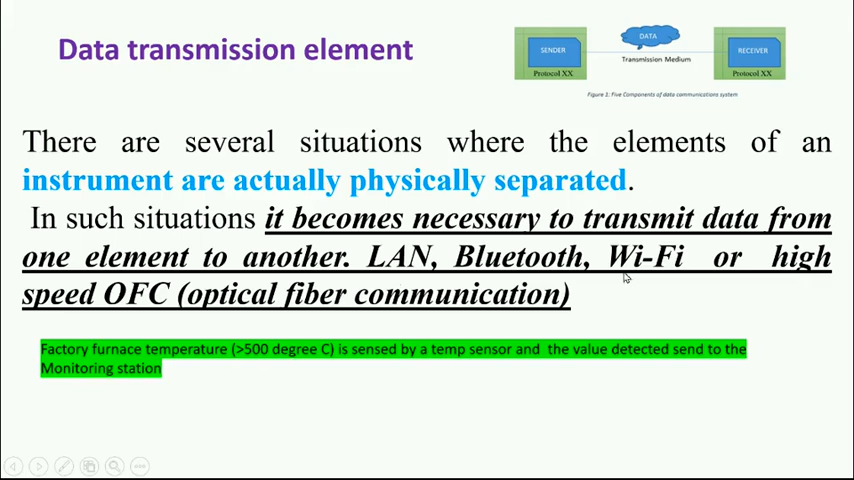 Data transmission element
SENDER
DATA
RECEIVER
Transmission Medium
Protocol XX
Protocol XX
Figure 1: Five Components of data communications system
There are several situations where the elements of an
instrument are actually physically separated.
In such situations it becomes necessary to transmit data from
one element to another. LAN, Bluetooth, Wi-Fi or high
speed OFC (optical fiber communication)
Factory furnace temperature (>500 degree C) is sensed by a temp sensor and the value detected send to the
Monitoring station